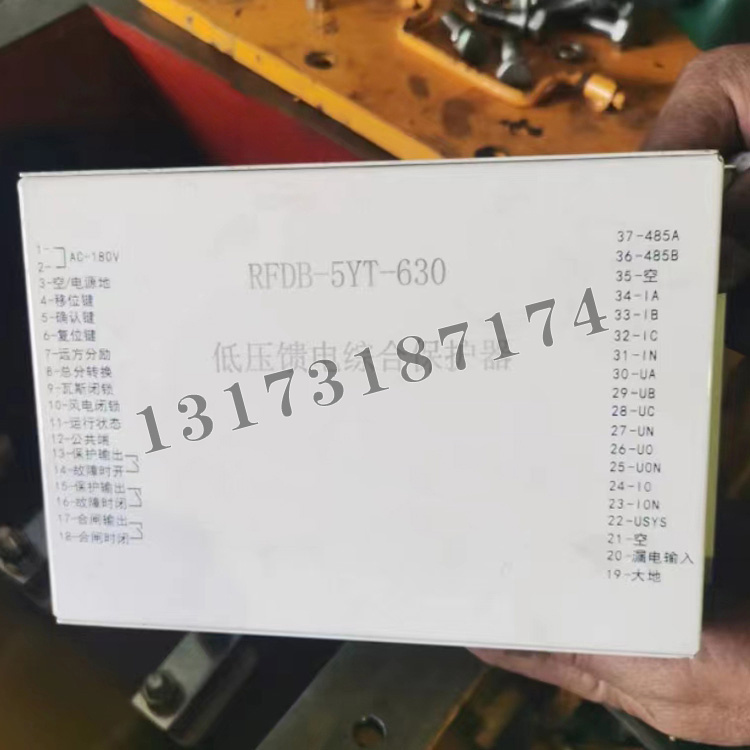 RFDB-5YT-630
低压馈电综合保护器
13173187174
1-
2-
AC-180V
3-空/电源地
4-移位键
5-确认键
6-复位键
7-远方分励
8-总分转换
9-瓦斯闭锁
10-风电闭锁
11-运行状态
12-公共端
13-保护输出
14-故障时开
15-保护输出
16-故障时闭
17-合闸输出
18-合闸时闭
37-485A
36-485B
35-空
34-IA
33-IB
32-IC
31-IN
30-UA
29-UB
28-UC
27-UN
26-UO
25-UON
24-IO
23-ION
22-USYS
21-空
20-漏电输入
19-大地